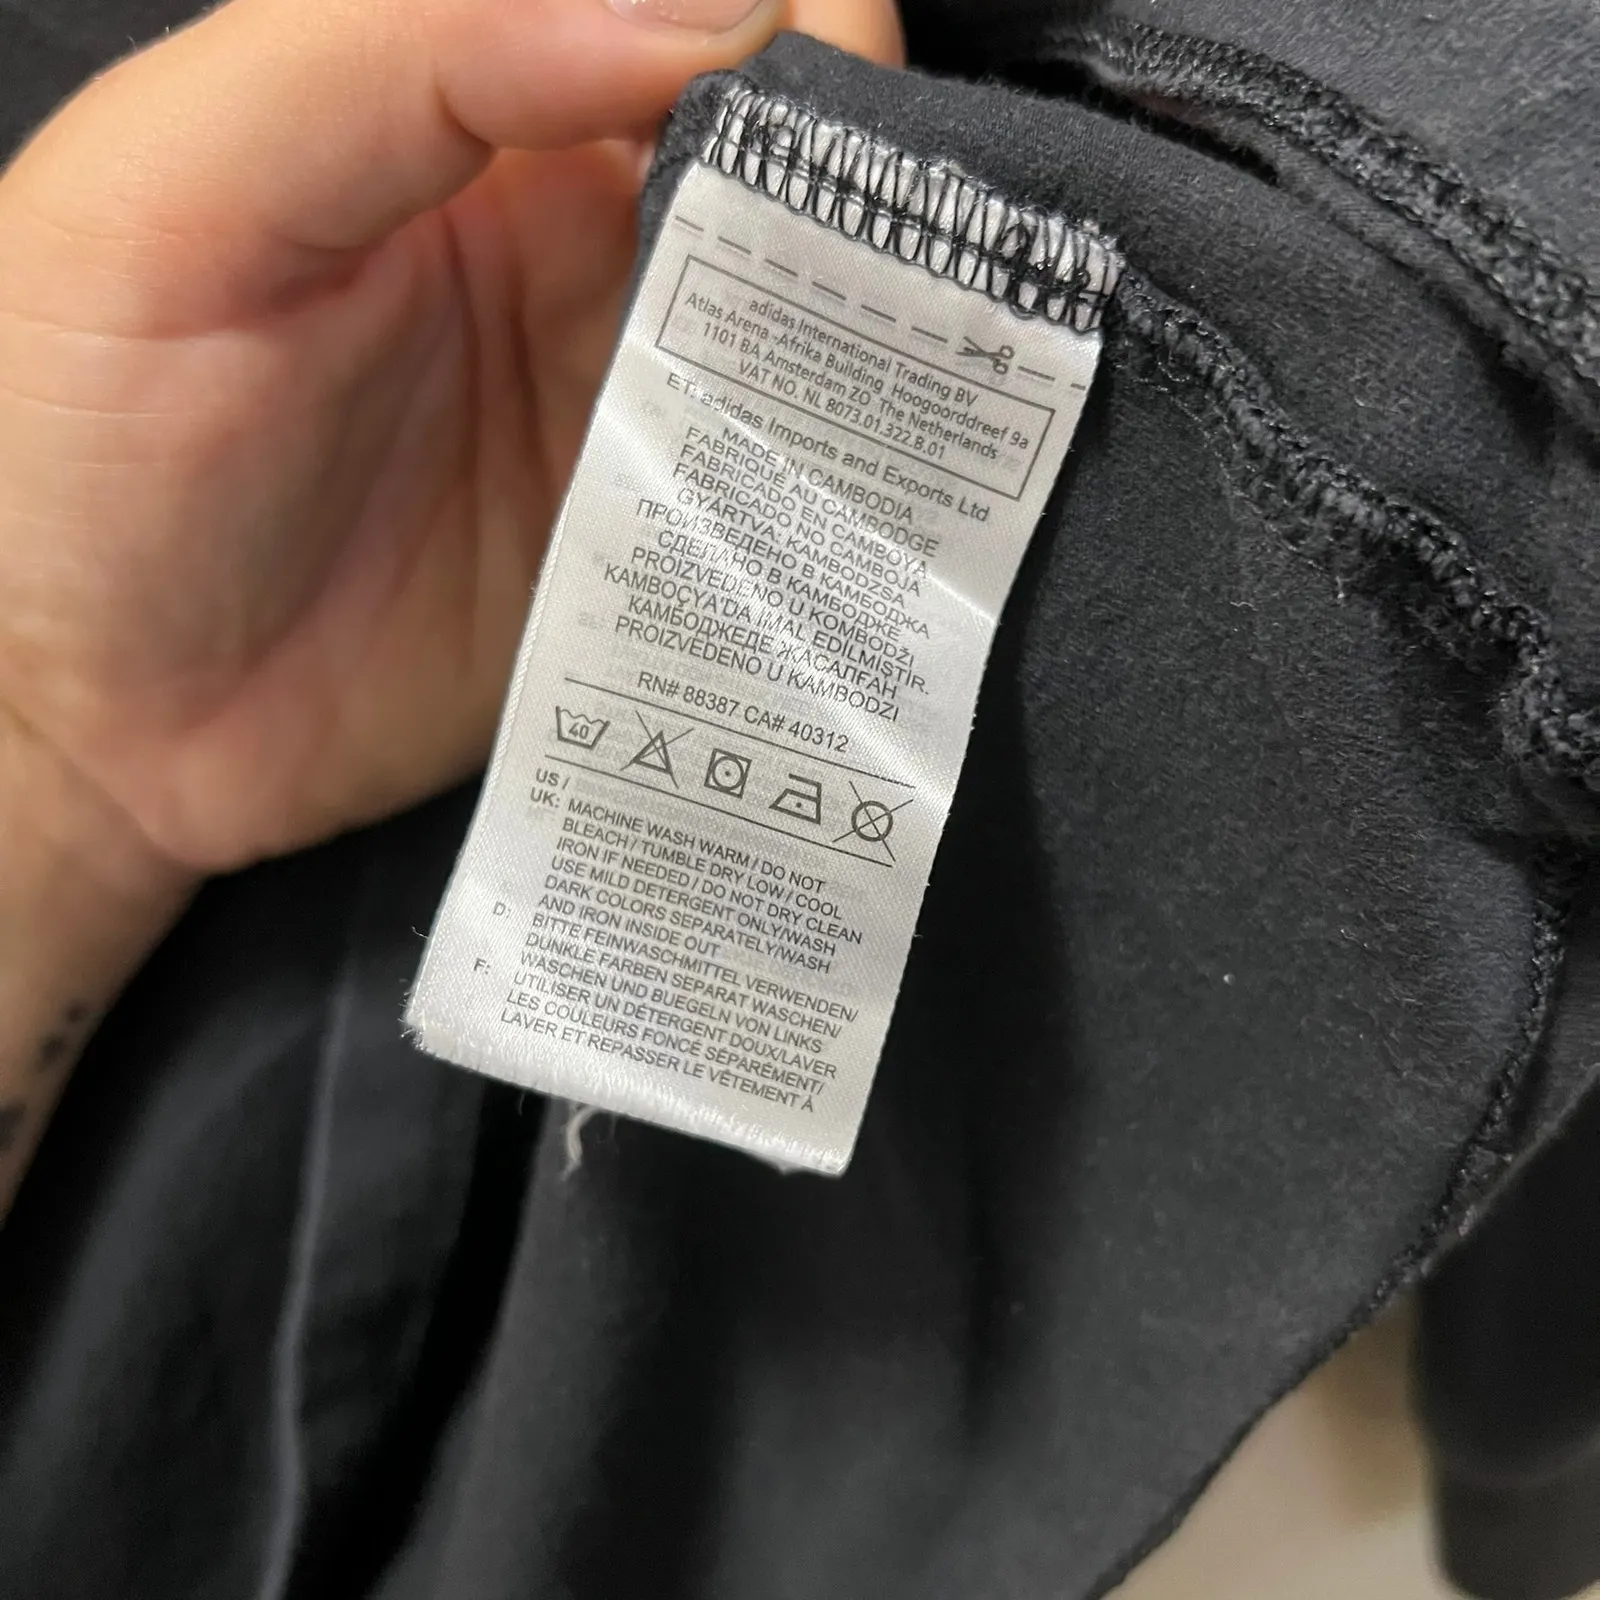 adidas International Trading BV
Atlas Arena -Afrika Building Hoogoorddreef 9a
1101 BA Amsterdam ZO The Netherlands
VAT NO. NL 8073.01.322.B.01
ET: adidas Imports and Exports Ltd
MADE IN CAMBODIA
FABRIQUE AU CAMBODGE
FABRICADO EN CAMBOYA
FABRICADO NO CAMBOJA
GYÁRTVA: KAMBODZSA
ПРОИЗВЕДЕНО В КАМБОДЖА
СДЕЛАНО В КАМБОДЖЕ
PROIZVEDENO U KOMBODŽI
KAMBOÇYA'DA IMAL EDİLMİSTİR.
КАМБОДЖЕДЕ ЖАСАЛҒАН
PROIZVEDENO U KAMBODZI
RN# 88387 CA# 40312
40
US /
UK: MACHINE WASH WARM / DO NOT
BLEACH / TUMBLE DRY LOW / COOL
IRON IF NEEDED / DO NOT DRY CLEAN
USE MILD DETERGENT ONLY/WASH
DARK COLORS SEPARATELY/WASH
AND IRON INSIDE OUT
D: BITTE FEINWASCHMITTEL VERWENDEN/
DUNKLE FARBEN SEPARAT WASCHEN/
WASCHEN UND BUEGELN VON LINKS
F: UTILISER UN DÉTERGENT DOUX/LAVER
LES COULEURS FONCÉ SÉPARÉMENT/
LAVER ET REPASSER LE VÊTEMENT À